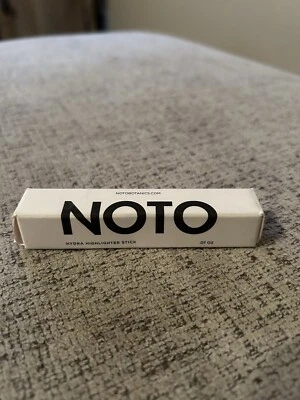 NOTOBOTANICS.COM
NOTO
HYDRA HIGHLIGHTER STICK .07 OZ